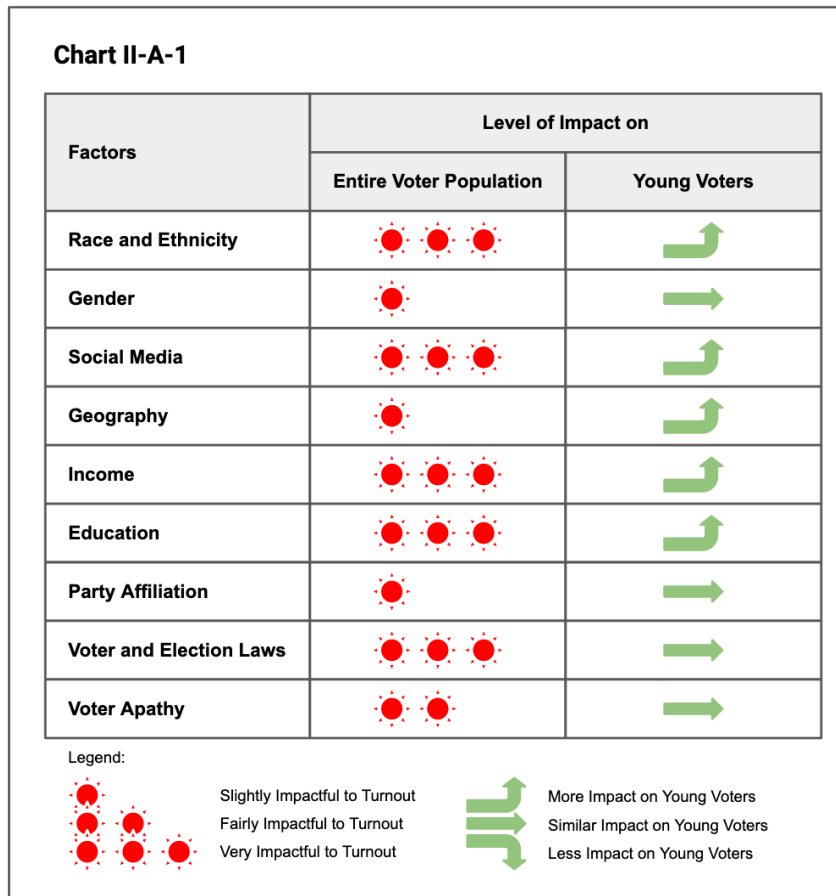 Chart II-A-1
Factors
Level of Impact on
Entire Voter Population
Young Voters
Race and Ethnicity
Gender
Social Media
Geography
Income
Education
Party Affiliation
Voter and Election Laws
Voter Apathy
Legend:
Slightly Impactful to Turnout
Fairly Impactful to Turnout
Very Impactful to Turnout
More Impact on Young Voters
Similar Impact on Young Voters
Less Impact on Young Voters